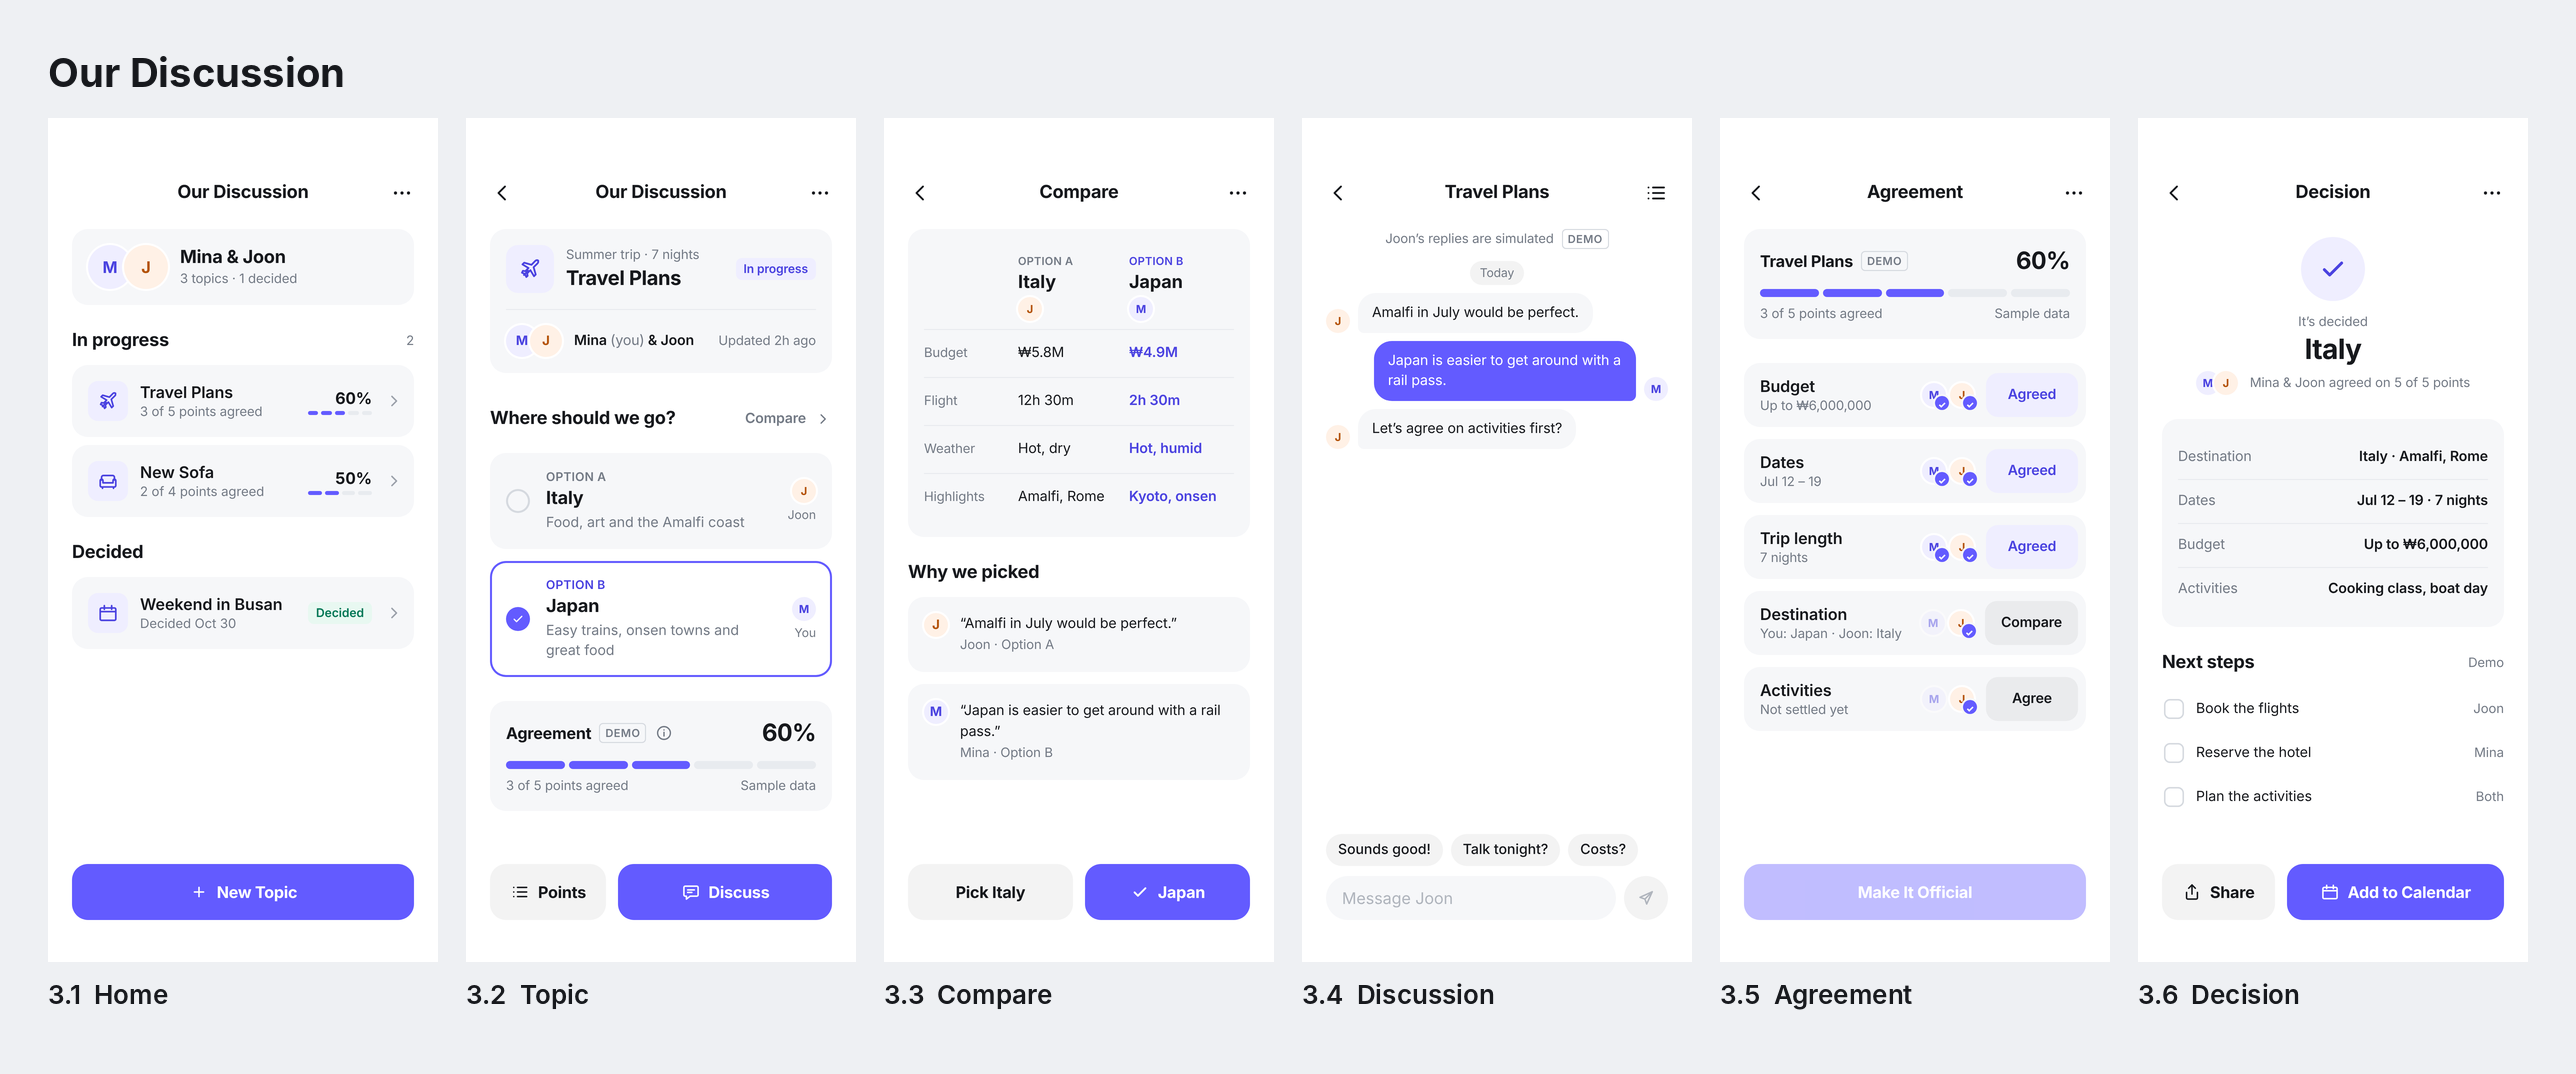 Our Discussion
Our Discussion
M J Mina & Joon
3 topics · 1 decided
In progress 2
Travel Plans 60%
3 of 5 points agreed
New Sofa 50%
2 of 4 points agreed
Decided
Weekend in Busan Decided
Decided Oct 30
+ New Topic
3.1 Home
Our Discussion
Summer trip · 7 nights
Travel Plans In progress
M J Mina (you) & Joon Updated 2h ago
Where should we go? Compare
OPTION A
Italy J
Food, art and the Amalfi coast Joon
OPTION B
Japan M
Easy trains, onsen towns and You
great food
Agreement DEMO 60%
3 of 5 points agreed Sample data
Points Discuss
3.2 Topic
Compare
OPTION A OPTION B
Italy Japan
J M
Budget ₩5.8M ₩4.9M
Flight 12h 30m 2h 30m
Weather Hot, dry Hot, humid
Highlights Amalfi, Rome Kyoto, onsen
Why we picked
J “Amalfi in July would be perfect.”
Joon · Option A
M “Japan is easier to get around with a rail
pass.”
Mina · Option B
Pick Italy Japan
3.3 Compare
Travel Plans
Joon’s replies are simulated DEMO
Today
J Amalfi in July would be perfect.
Japan is easier to get around with a
rail pass. M
J Let’s agree on activities first?
Sounds good! Talk tonight? Costs?
Message Joon
3.4 Discussion
Agreement
Travel Plans DEMO 60%
3 of 5 points agreed Sample data
Budget M J Agreed
Up to ₩6,000,000
Dates M J Agreed
Jul 12 – 19
Trip length M J Agreed
7 nights
Destination M J Compare
You: Japan · Joon: Italy
Activities M J Agree
Not settled yet
Make It Official
3.5 Agreement
Decision
It’s decided
Italy
M J Mina & Joon agreed on 5 of 5 points
Destination Italy · Amalfi, Rome
Dates Jul 12 – 19 · 7 nights
Budget Up to ₩6,000,000
Activities Cooking class, boat day
Next steps Demo
Book the flights Joon
Reserve the hotel Mina
Plan the activities Both
Share Add to Calendar
3.6 Decision